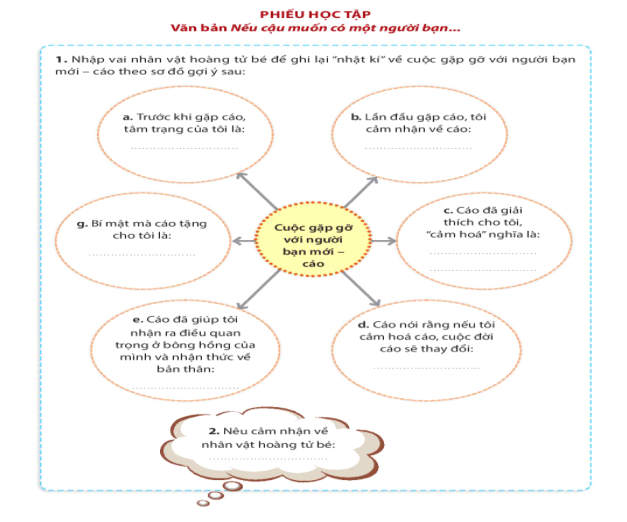 PHIẾU HỌC TẬP
Văn bản Nếu cậu muốn có một người bạn...
1. Nhập vai nhân vật hoàng tử bé để ghi lại “nhật kí” về cuộc gặp gỡ với người bạn
mới – cáo theo sơ đồ gợi ý sau:
a. Trước khi gặp cáo,
tâm trạng của tôi là:
..............................
b. Lần đầu gặp cáo, tôi
cảm nhận về cáo:
..............................
g. Bí mật mà cáo tặng
cho tôi là:
..............................
Cuộc gặp gỡ
với người
bạn mới –
cáo
c. Cáo đã giải
thích cho tôi,
“cảm hoá” nghĩa là:
..............................
..............................
e. Cáo đã giúp tôi
nhận ra điều quan
trọng ở bông hồng của
mình và nhận thức về
bản thân:
..............................
d. Cáo nói rằng nếu tôi
cảm hoá cáo, cuộc đời
cáo sẽ thay đổi:
..............................
2. Nêu cảm nhận về
nhân vật hoàng tử bé:
..............................